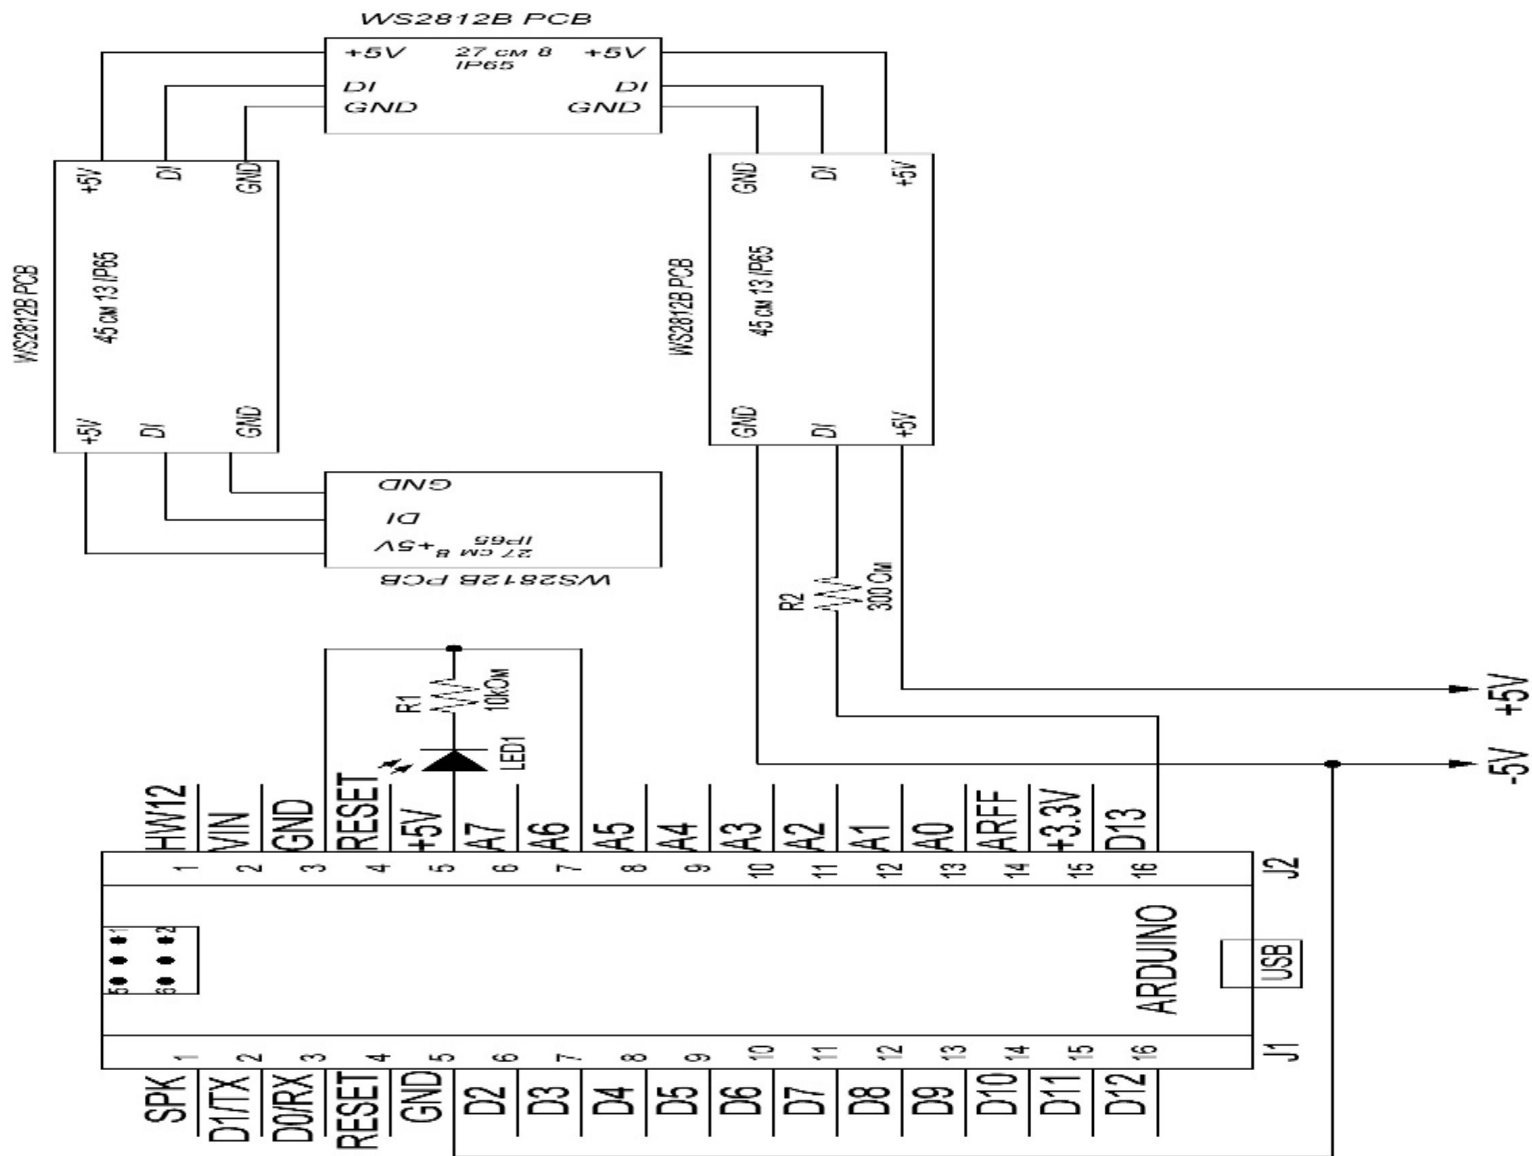 WS2812B PCB
+5V
27 см 8
IP65
+5V
DI
DI
GND
GND
+5V
DI
GND
WS2812B PCB
45 см 13 IP65
+5V
DI
GND
GND
DI
+5V
WS2812B PCB
45 см 13 IP65
GND
DI
+5V
GND
DI
+5V
27 см 8
IP65
WS2812B PCB
R2
300 Ом
R1
10kОм
LED1
+5V
-5V
HW12
VIN
GND
RESET
+5V
A7
A6
A5
A4
A3
A2
A1
A0
ARFF
+3.3V
D13
1
2
3
4
5
6
7
8
9
10
11
12
13
14
15
16
J2
1
2
5
6
ARDUINO
USB
1
2
3
4
5
6
7
8
9
10
11
12
13
14
15
16
J1
SPK
D1/TX
D0/RX
RESET
GND
D2
D3
D4
D5
D6
D7
D8
D9
D10
D11
D12